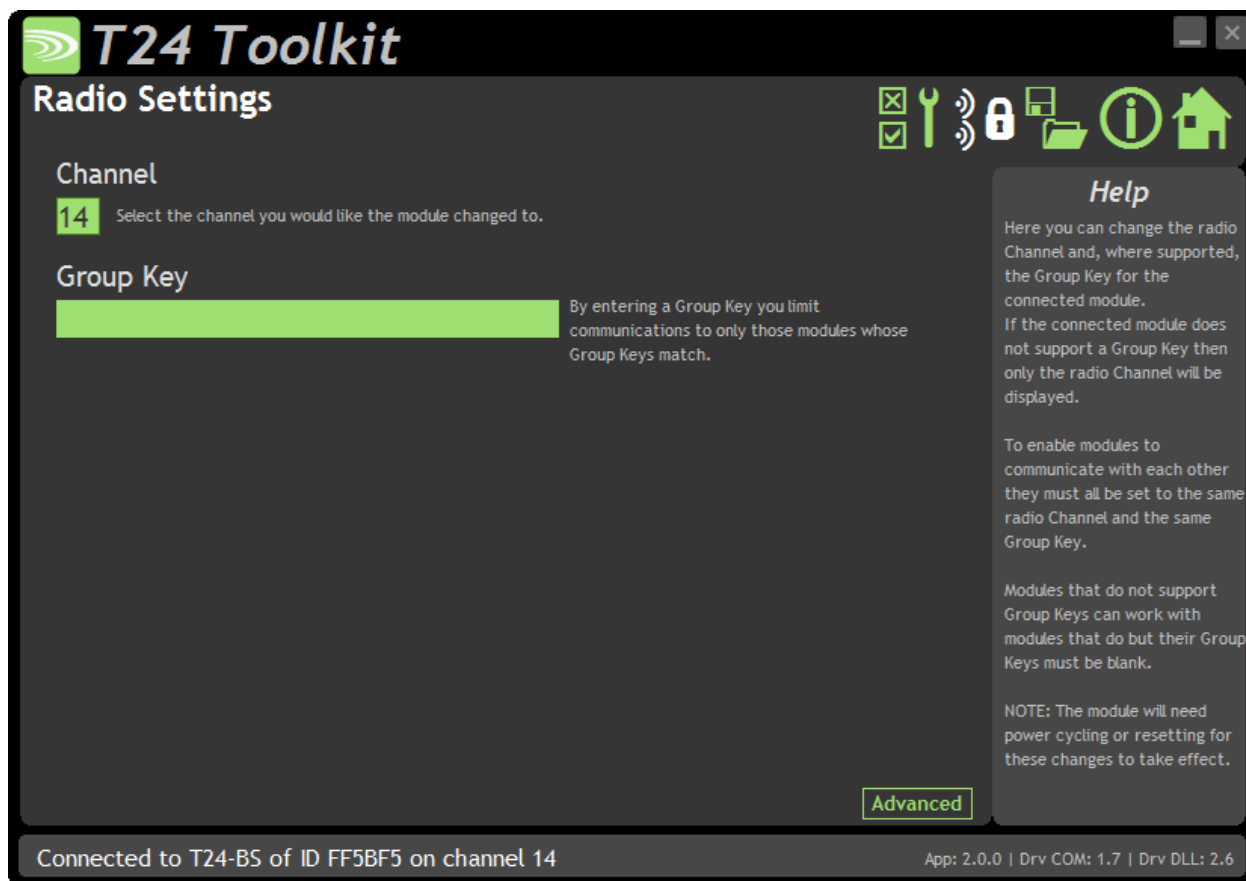 T24 Toolkit
Radio Settings
Channel
14
Select the channel you would like the module changed to.
Group Key
By entering a Group Key you limit
communications to only those modules whose
Group Keys match.
Advanced
Help
Here you can change the radio
Channel and, where supported,
the Group Key for the
connected module.
If the connected module does
not support a Group Key then
only the radio Channel will be
displayed.
To enable modules to
communicate with each other
they must all be set to the same
radio Channel and the same
Group Key.
Modules that do not support
Group Keys can work with
modules that do but their Group
Keys must be blank.
NOTE: The module will need
power cycling or resetting for
these changes to take effect.
Connected to T24-BS of ID FF5BF5 on channel 14
App: 2.0.0 | Drv COM: 1.7 | Drv DLL: 2.6